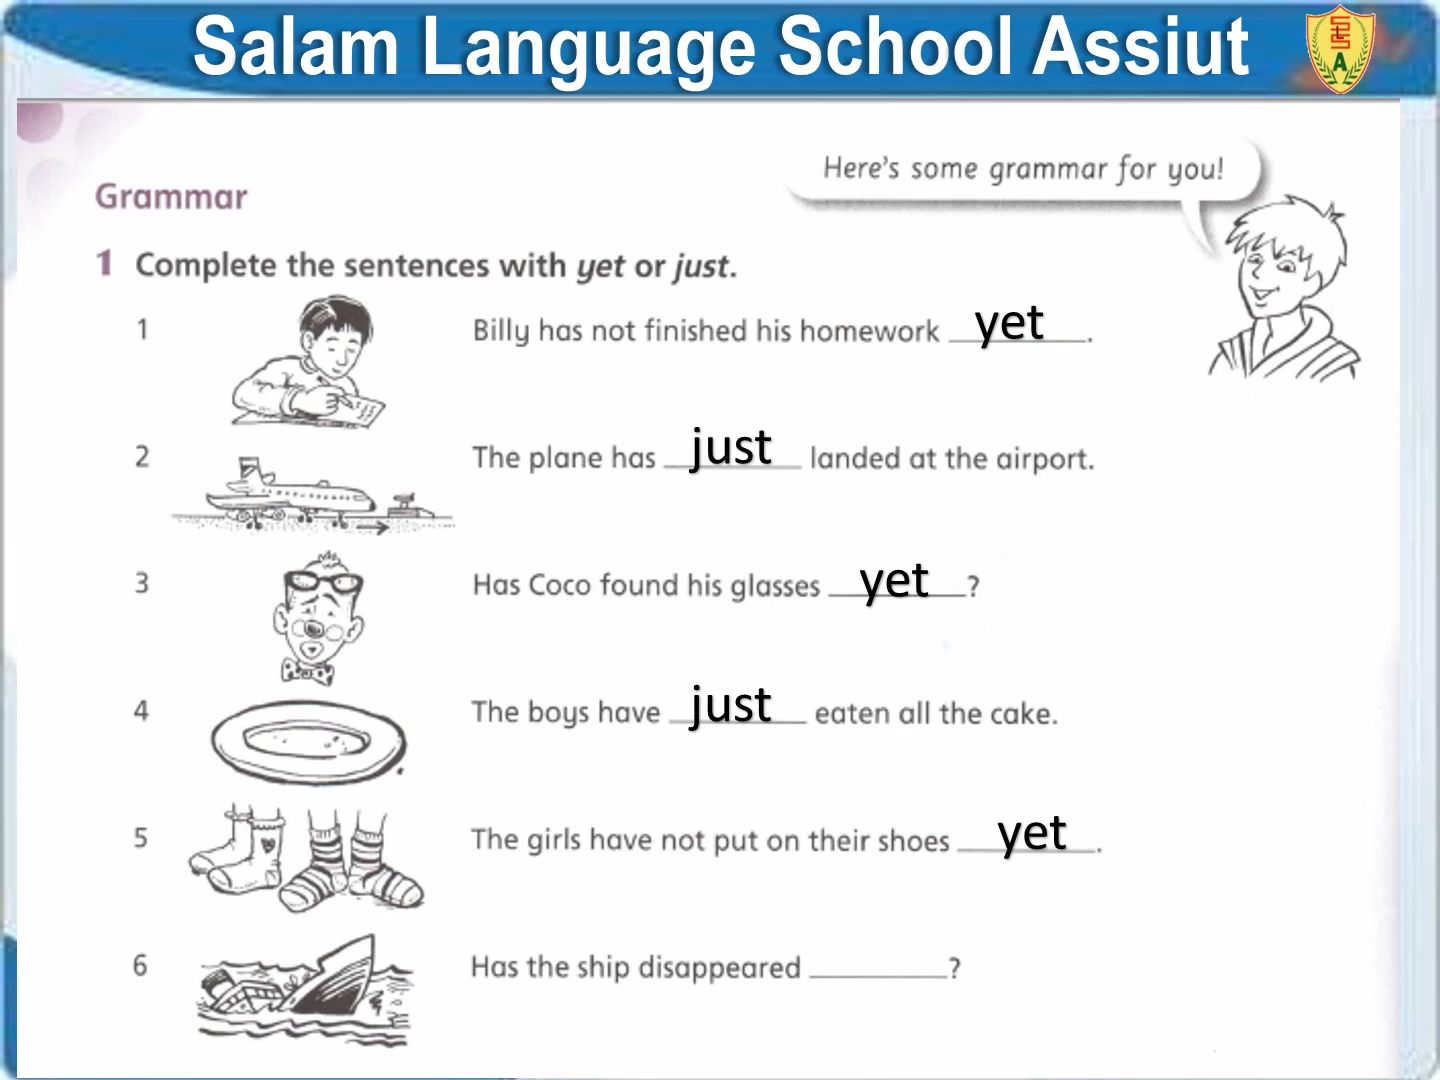 Salam Language School Assiut
S
L
S
A
Here's some grammar for you!
Grammar
1 Complete the sentences with yet or just.
1 Billy has not finished his homework yet.
2 The plane has just landed at the airport.
3 Has Coco found his glasses yet?
4 The boys have just eaten all the cake.
5 The girls have not put on their shoes yet.
6 Has the ship disappeared ________?